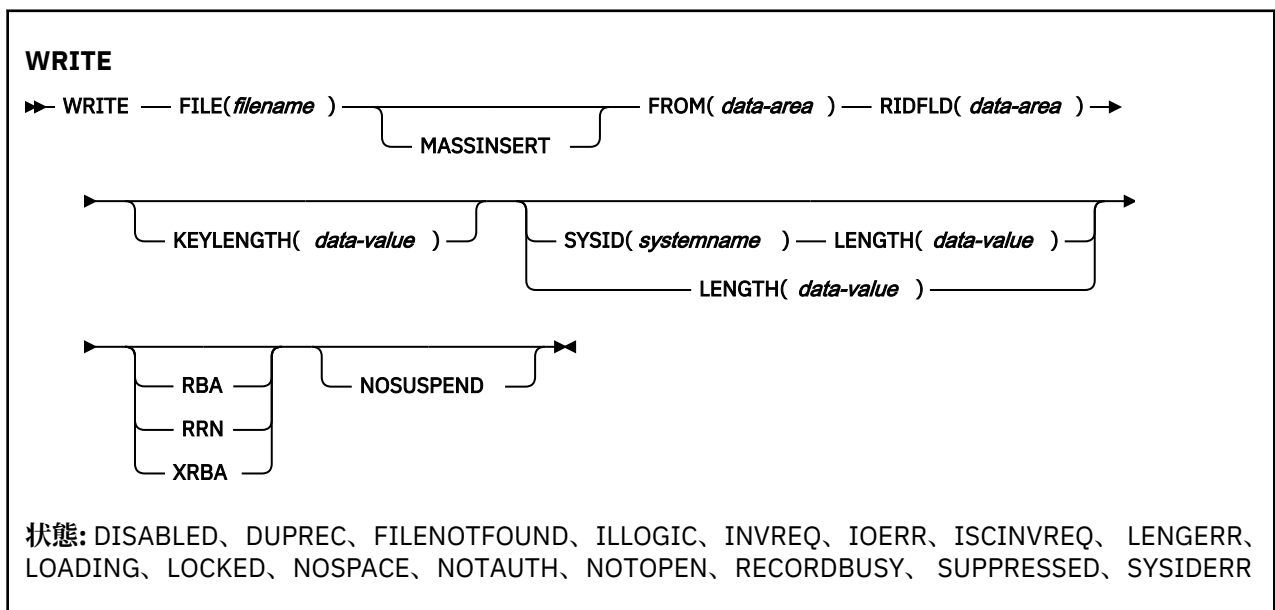 WRITE
WRITE FILE(filename ) FROM( data-area ) RIDFLD( data-area )
MASSINSERT
KEYLENGTH( data-value ) SYSID( systemname ) LENGTH( data-value )
LENGTH( data-value )
RBA NOSUSPEND
RRN
XRBA
状態: DISABLED、DUPREC、FILENOTFOUND、ILLOGIC、INVREQ、IOERR、ISCINVREQ、 LENGERR、
LOADING、LOCKED、NOSPACE、NOTAUTH、NOTOPEN、RECORDBUSY、 SUPPRESSED、SYSIDERR